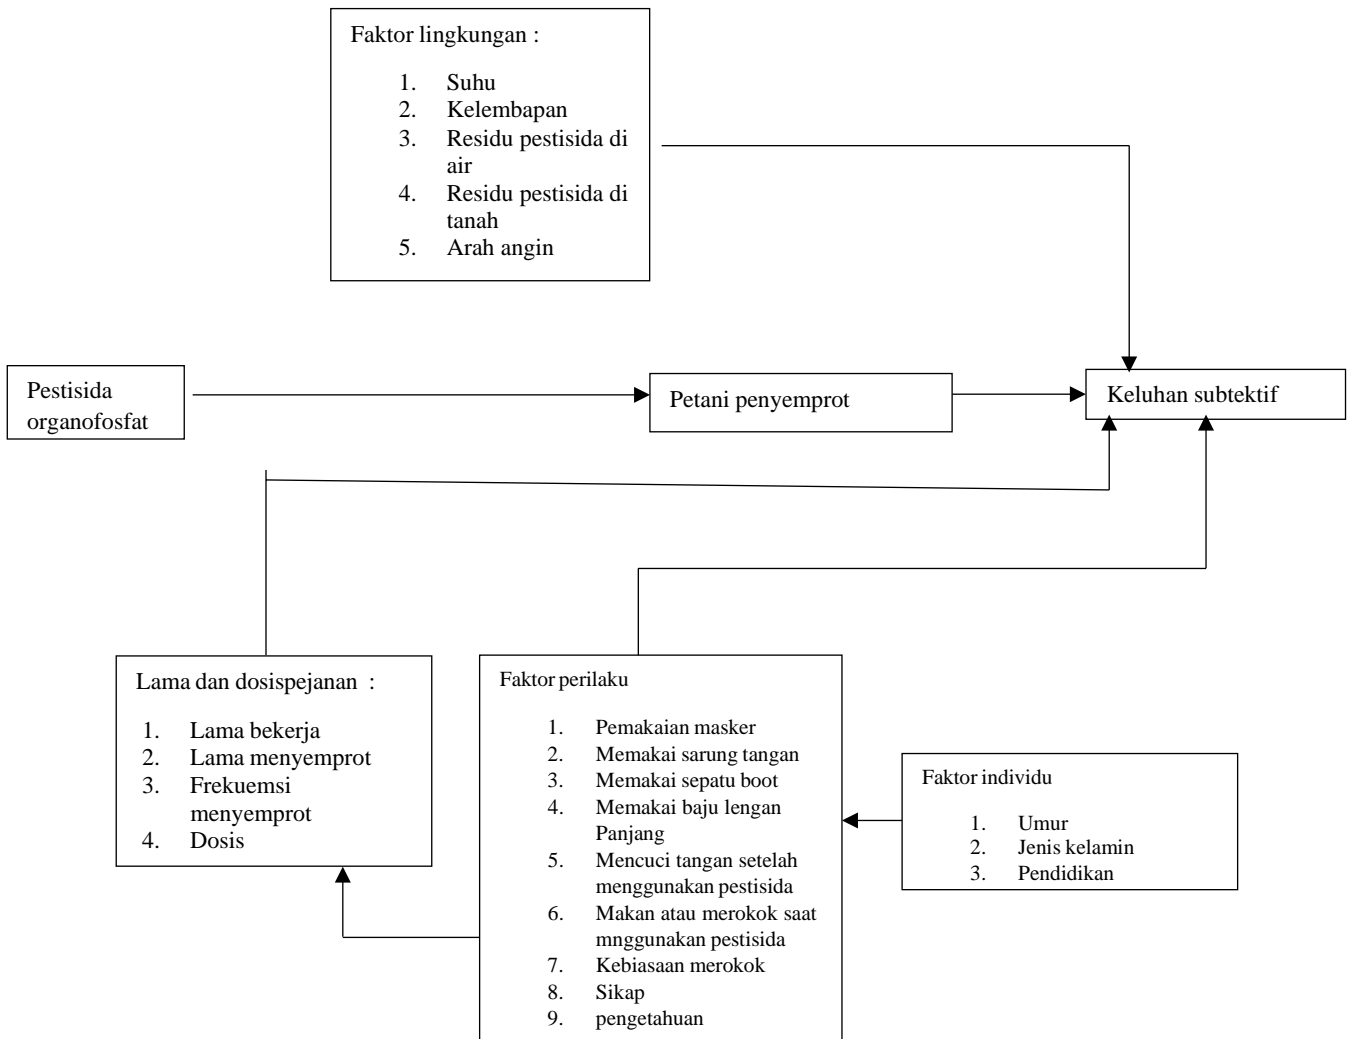 Faktor lingkungan :
1. Suhu
2. Kelembapan
3. Residu pestisida di
air
4. Residu pestisida di
tanah
5. Arah angin
Pestisida
organofosfat
Petani penyemprot
Keluhan subtektif
Lama dan dosispejanan :
1. Lama bekerja
2. Lama menyemprot
3. Frekuemsi
menyemprot
4. Dosis
Faktor perilaku
1. Pemakaian masker
2. Memakai sarung tangan
3. Memakai sepatu boot
4. Memakai baju lengan
Panjang
5. Mencuci tangan setelah
menggunakan pestisida
6. Makan atau merokok saat
mnggunakan pestisida
7. Kebiasaan merokok
8. Sikap
9. pengetahuan
Faktor individu
1. Umur
2. Jenis kelamin
3. Pendidikan